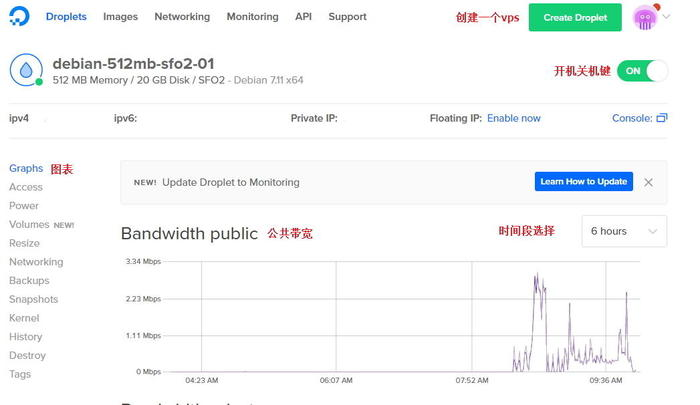 Droplets Images Networking Monitoring API Support 创建一个vps Create Droplet
debian-512mb-sfo2-01
512 MB Memory / 20 GB Disk / SFO2 - Debian 7.11 x64
开机关机键 ON
ipv4 ipv6: Private IP: Floating IP: Enable now Console:
Graphs 图表
Access
Power
Volumes NEW!
Resize
Networking
Backups
Snapshots
Kernel
History
Destroy
Tags
NEW! Update Droplet to Monitoring Learn How to Update
Bandwidth public 公共带宽 时间段选择 6 hours
3.34 Mbps
2.23 Mbps
1.11 Mbps
0 Mbps
04:23 AM 06:07 AM 07:52 AM 09:36 AM